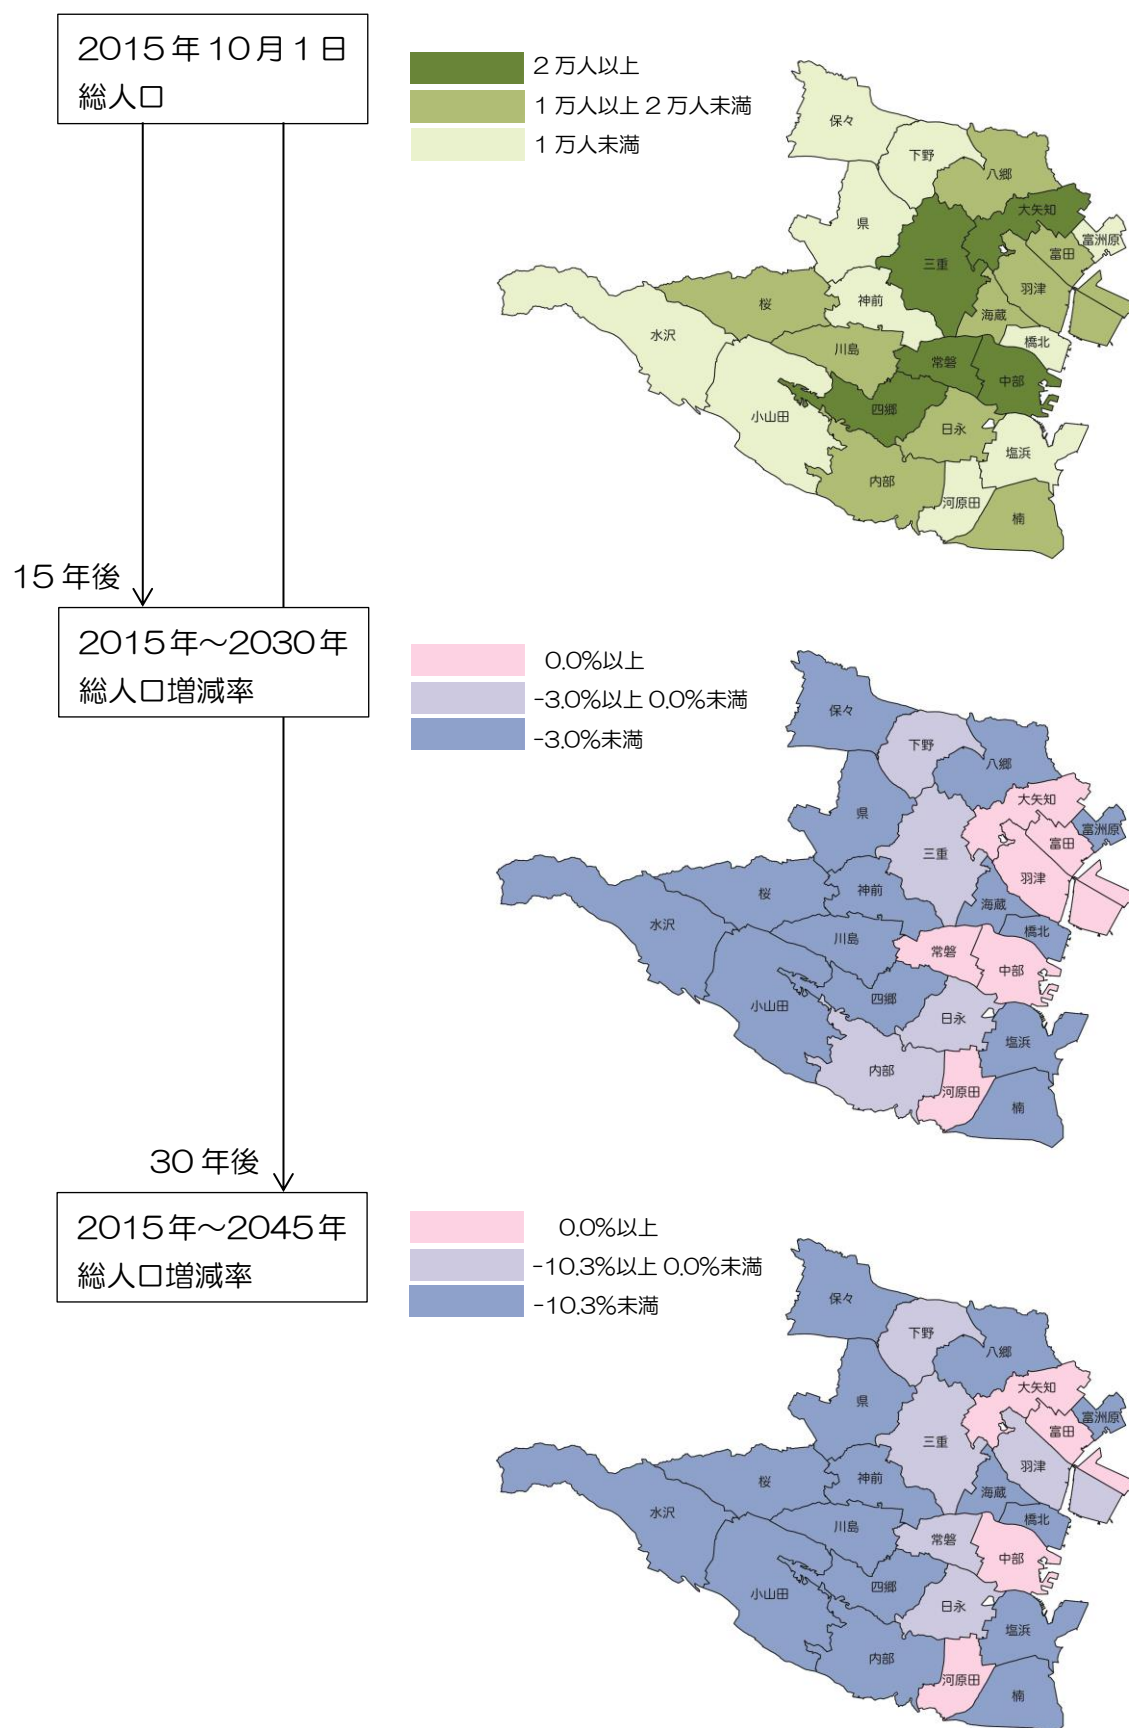 2015年10月1日
総人口
2万人以上
1万人以上2万人未満
1万人未満
保々
下野
八郷
大矢知
富洲原
県
富田
三重
羽津
桜
神前
海蔵
水沢
川島
橋北
常磐
中部
小山田
四郷
日永
塩浜
内部
河原田
楠
15年後
2015年～2030年
総人口増減率
0.0%以上
-3.0%以上 0.0%未満
-3.0%未満
保々
下野
八郷
大矢知
富洲原
県
富田
三重
羽津
桜
神前
海蔵
水沢
川島
橋北
常磐
中部
小山田
四郷
日永
塩浜
内部
河原田
楠
30年後
2015年～2045年
総人口増減率
0.0%以上
-10.3%以上 0.0%未満
-10.3%未満
保々
下野
八郷
大矢知
富洲原
県
富田
三重
羽津
桜
神前
海蔵
水沢
川島
橋北
常磐
中部
小山田
四郷
日永
塩浜
内部
河原田
楠